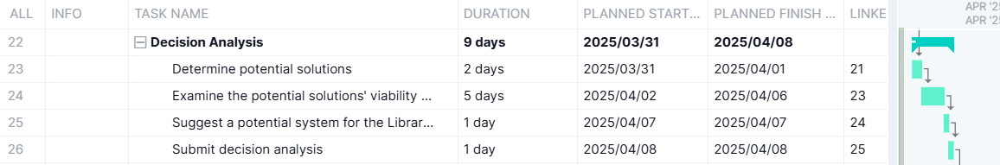 ALL INFO TASK NAME DURATION PLANNED START... PLANNED FINISH ... LINKE APR '25
APR '25
22 Decision Analysis 9 days 2025/03/31 2025/04/08
23 Determine potential solutions 2 days 2025/03/31 2025/04/01 21
24 Examine the potential solutions' viability ... 5 days 2025/04/02 2025/04/06 23
25 Suggest a potential system for the Librar... 1 day 2025/04/07 2025/04/07 24
26 Submit decision analysis 1 day 2025/04/08 2025/04/08 25